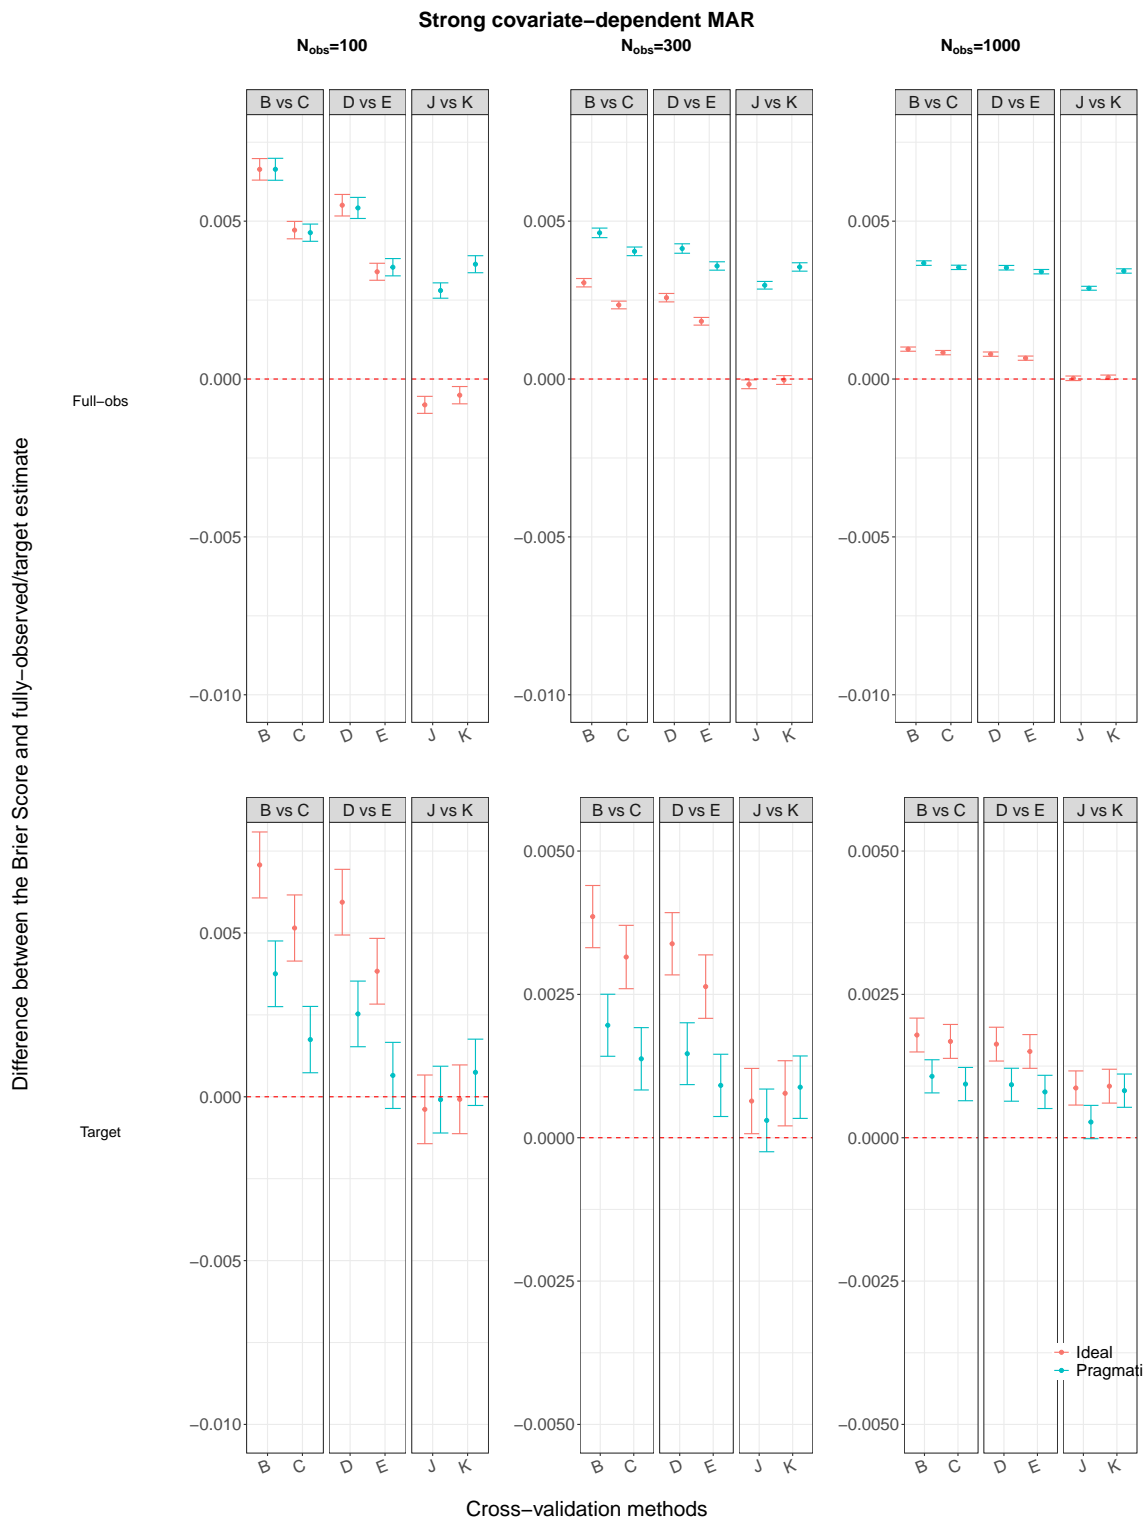 Strong covariate−dependent MAR
Nobs=100 Nobs=300 Nobs=1000
Difference between the Brier Score and fully−observed/target estimate
Full−obs
B vs C D vs E J vs K
0.005
0.000
−0.005
−0.010
B C D E J K
B vs C D vs E J vs K
0.005
0.000
−0.005
−0.010
B C D E J K
B vs C D vs E J vs K
0.005
0.000
−0.005
−0.010
B C D E J K
Target
B vs C D vs E J vs K
0.005
0.000
−0.005
−0.010
B C D E J K
B vs C D vs E J vs K
0.0050
0.0025
0.0000
−0.0025
−0.0050
B C D E J K
B vs C D vs E J vs K
0.0050
0.0025
0.0000
−0.0025
−0.0050
B C D E J K
Ideal
Pragmati
Cross−validation methods